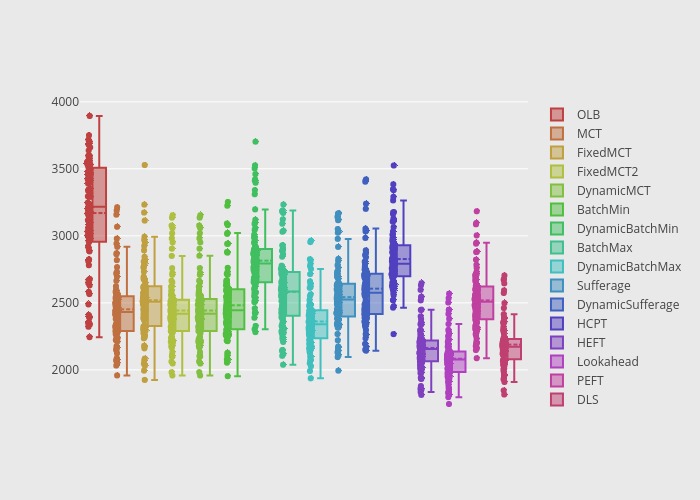 4000
3500
3000
2500
2000
OLB
MCT
FixedMCT
FixedMCT2
DynamicMCT
BatchMin
DynamicBatchMin
BatchMax
DynamicBatchMax
Sufferage
DynamicSufferage
HCPT
HEFT
Lookahead
PEFT
DLS